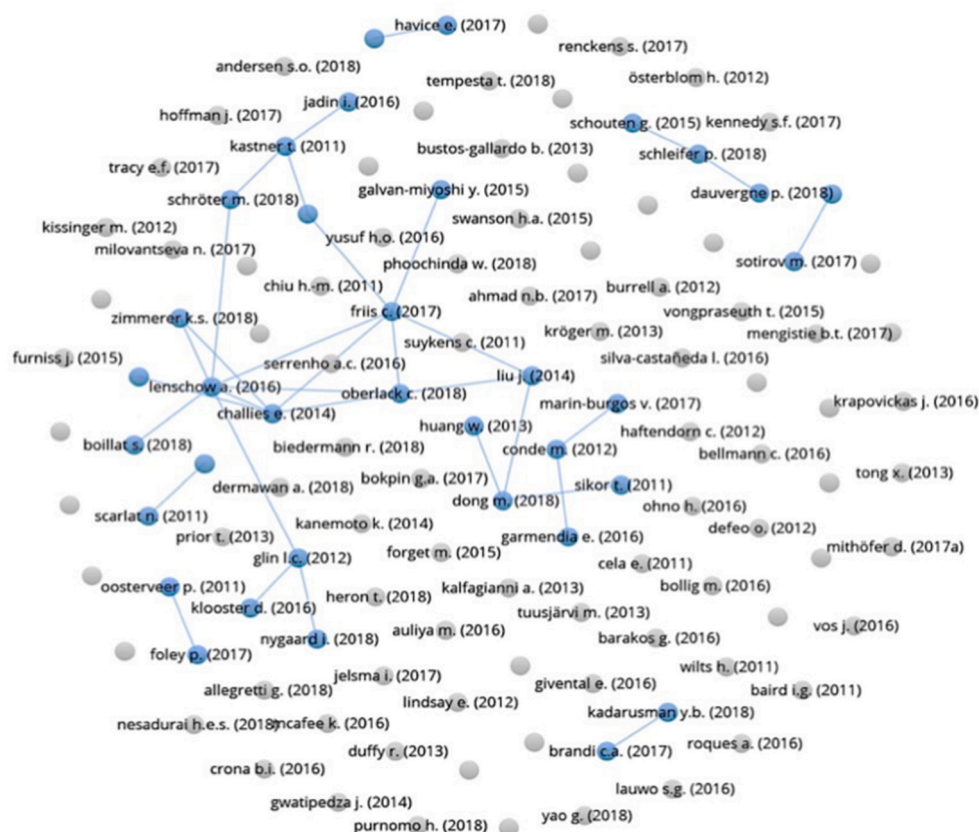 havice e. (2017)
renckens s. (2017)
andersen s.o. (2018)
tempesta t. (2018)
österblom h. (2012)
jadin i. (2016)
hoffman j. (2017)
schouten g. (2015)
kennedy s.f. (2017)
kastner t. (2011)
bustos-gallardo b. (2013)
schleifer p. (2018)
tracy e.f. (2017)
galvan-miyoshi y. (2015)
dauvergne p. (2018)
schröter m. (2018)
swanson h.a. (2015)
kissinger m. (2012)
yusuf h.o. (2016)
milovantseva n. (2017)
phoochinda w. (2018)
sotirov m. (2017)
chiu h.-m. (2011)
ahmad n.b. (2017)
burrell a. (2012)
friis c. (2017)
vongpraseuth t. (2015)
zimmerer k.s. (2018)
kröger m. (2013)
mengistie b.t. (2017)
suykens c. (2011)
furniss j. (2015)
serrenho a.c. (2016)
silva-castañeda l. (2016)
liu j. (2014)
lenschow a. (2016)
oberlack c. (2018)
marin-burgos v. (2017)
krapovickas j. (2016)
challies e. (2014)
huang w. (2013)
haftendorn c. (2012)
boillat s. (2018)
biedermann r. (2018)
conde m. (2012)
bellmann c. (2016)
tong x. (2013)
bokpin g.a. (2017)
dermawan a. (2018)
sikor t. (2011)
dong m. (2018)
ohno h. (2016)
scarlat n. (2011)
kanemoto k. (2014)
defeo o. (2012)
prior t. (2013)
garmendia e. (2016)
mithöfer d. (2017a)
glin l.c. (2012)
forget m. (2015)
cela e. (2011)
oosterveer p. (2011)
kalfagianni a. (2013)
bollig m. (2016)
heron t. (2018)
klooster d. (2016)
tuusjärvi m. (2013)
vos j. (2016)
auliya m. (2016)
nygaard i. (2018)
barakos g. (2016)
foley p. (2017)
wilts h. (2011)
jelsma i. (2017)
givental e. (2016)
allegretti g. (2018)
baird i.g. (2011)
lindsay e. (2012)
kadarusman y.b. (2018)
nesadurai h.e.s. (2018)
mcafee k. (2016)
duffy r. (2013)
brandi c.a. (2017)
roques a. (2016)
crona b.i. (2016)
lauwo s.g. (2016)
gwatipedza j. (2014)
yao g. (2018)
purnomo h. (2018)